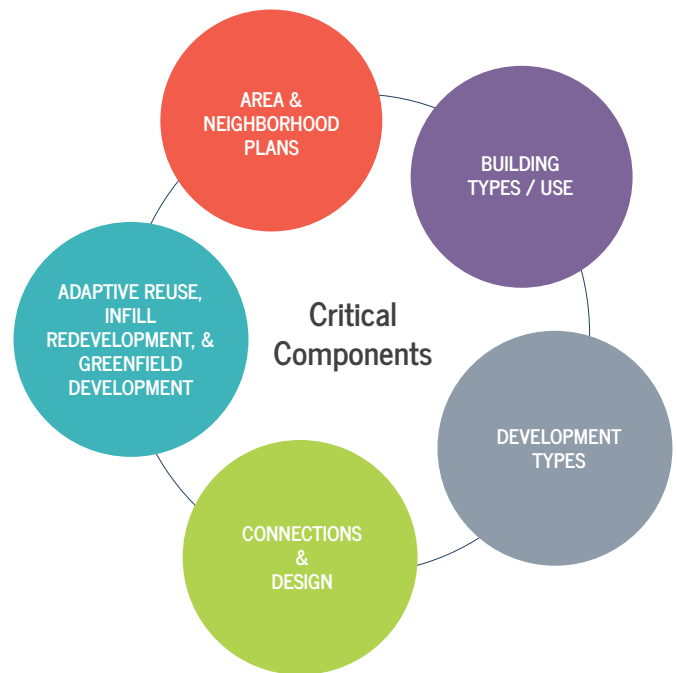 AREA &
NEIGHBORHOOD
PLANS
BUILDING
TYPES / USE
ADAPTIVE REUSE,
INFILL
REDEVELOPMENT, &
GREENFIELD
DEVELOPMENT
Critical
Components
DEVELOPMENT
TYPES
CONNECTIONS
&
DESIGN